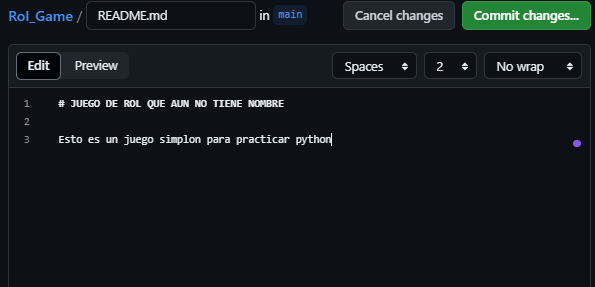 Rol_Game / README.md in main Cancel changes Commit changes...
Edit Preview Spaces 2 No wrap
1 # JUEGO DE ROL QUE AUN NO TIENE NOMBRE
2
3 Esto es un juego simplon para practicar python